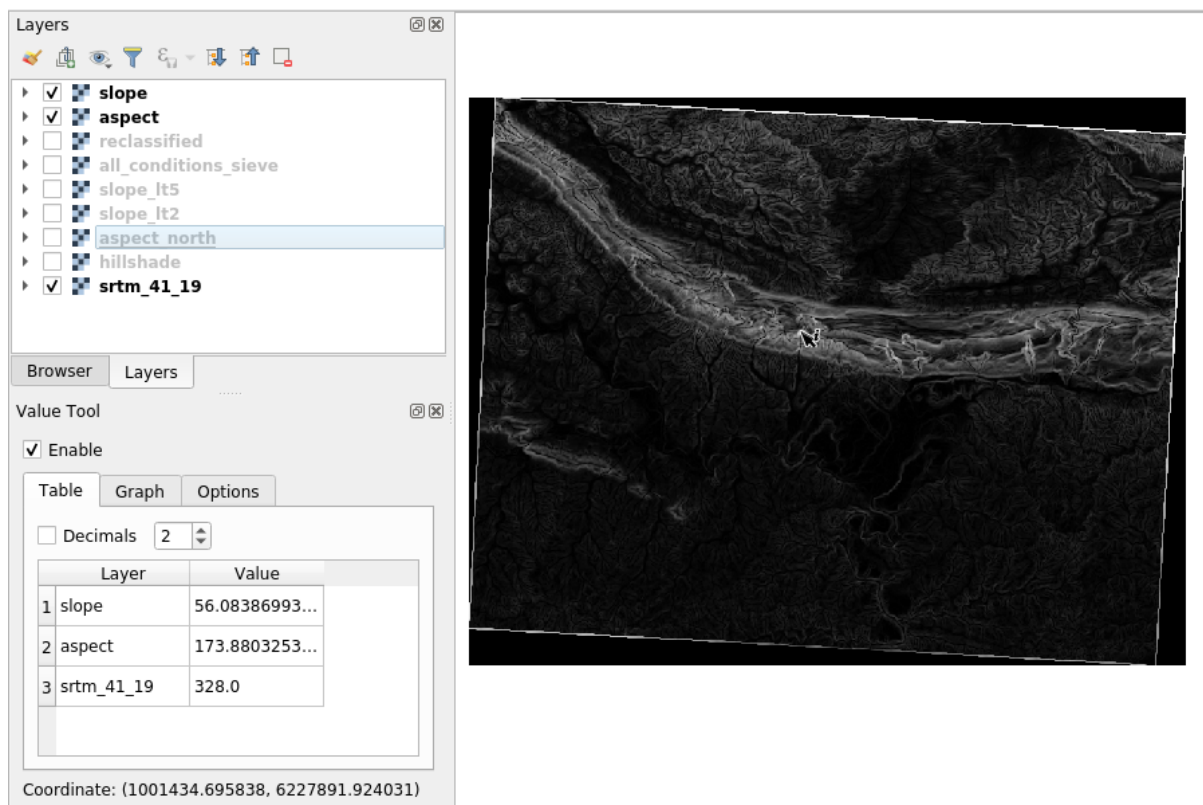 Layers
slope
aspect
reclassified
all_conditions_sieve
slope_lt5
slope_lt2
aspect_north
hillshade
srtm_41_19
Browser Layers
Value Tool
Enable
Table Graph Options
Decimals 2
Layer Value
1 slope 56.08386993...
2 aspect 173.8803253...
3 srtm_41_19 328.0
Coordinate: (1001434.695838, 6227891.924031)